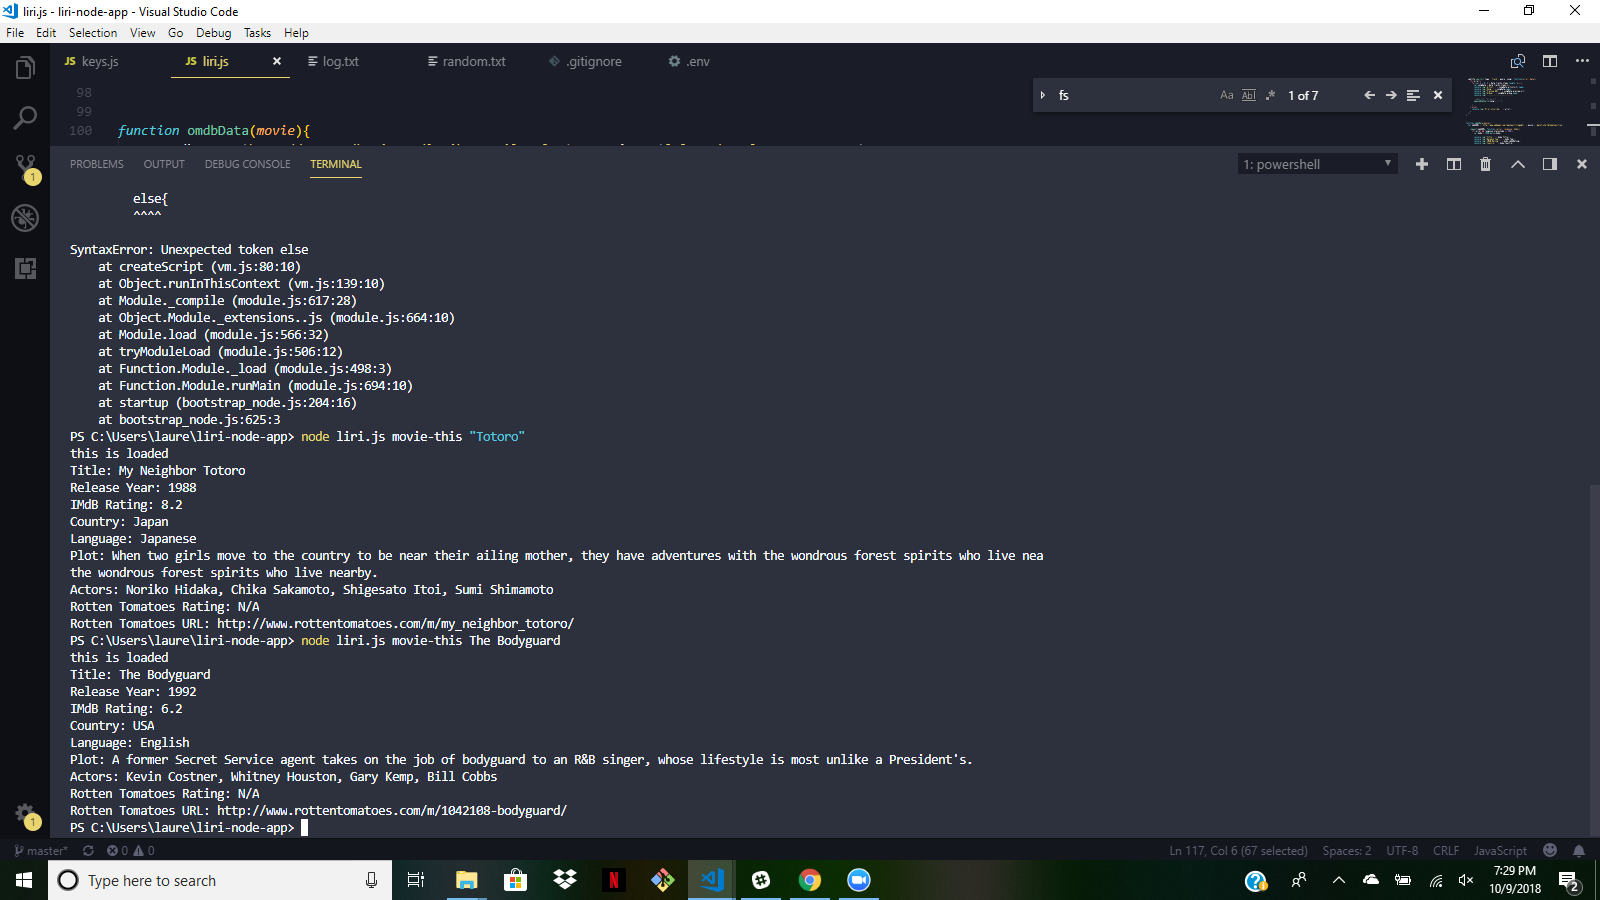 liri.js - liri-node-app - Visual Studio Code
File Edit Selection View Go Debug Tasks Help
JS keys.js JS liri.js log.txt random.txt .gitignore .env
98
99
100 function omdbData(movie){
fs Aa Abl .* 1 of 7
PROBLEMS OUTPUT DEBUG CONSOLE TERMINAL 1: powershell
else{
^^^^
SyntaxError: Unexpected token else
at createScript (vm.js:80:10)
at Object.runInThisContext (vm.js:139:10)
at Module._compile (module.js:617:28)
at Object.Module._extensions..js (module.js:664:10)
at Module.load (module.js:566:32)
at tryModuleLoad (module.js:506:12)
at Function.Module._load (module.js:498:3)
at Function.Module.runMain (module.js:694:10)
at startup (bootstrap_node.js:204:16)
at bootstrap_node.js:625:3
PS C:\Users\laure\liri-node-app> node liri.js movie-this "Totoro"
this is loaded
Title: My Neighbor Totoro
Release Year: 1988
IMdB Rating: 8.2
Country: Japan
Language: Japanese
Plot: When two girls move to the country to be near their ailing mother, they have adventures with the wondrous forest spirits who live nea
the wondrous forest spirits who live nearby.
Actors: Noriko Hidaka, Chika Sakamoto, Shigesato Itoi, Sumi Shimamoto
Rotten Tomatoes Rating: N/A
Rotten Tomatoes URL: http://www.rottentomatoes.com/m/my_neighbor_totoro/
PS C:\Users\laure\liri-node-app> node liri.js movie-this The Bodyguard
this is loaded
Title: The Bodyguard
Release Year: 1992
IMdB Rating: 6.2
Country: USA
Language: English
Plot: A former Secret Service agent takes on the job of bodyguard to an R&B singer, whose lifestyle is most unlike a President's.
Actors: Kevin Costner, Whitney Houston, Gary Kemp, Bill Cobbs
Rotten Tomatoes Rating: N/A
Rotten Tomatoes URL: http://www.rottentomatoes.com/m/1042108-bodyguard/
PS C:\Users\laure\liri-node-app>
1
1
master* 0 0 Ln 117, Col 6 (67 selected) Spaces: 2 UTF-8 CRLF JavaScript
Type here to search
7:29 PM
10/9/2018
2